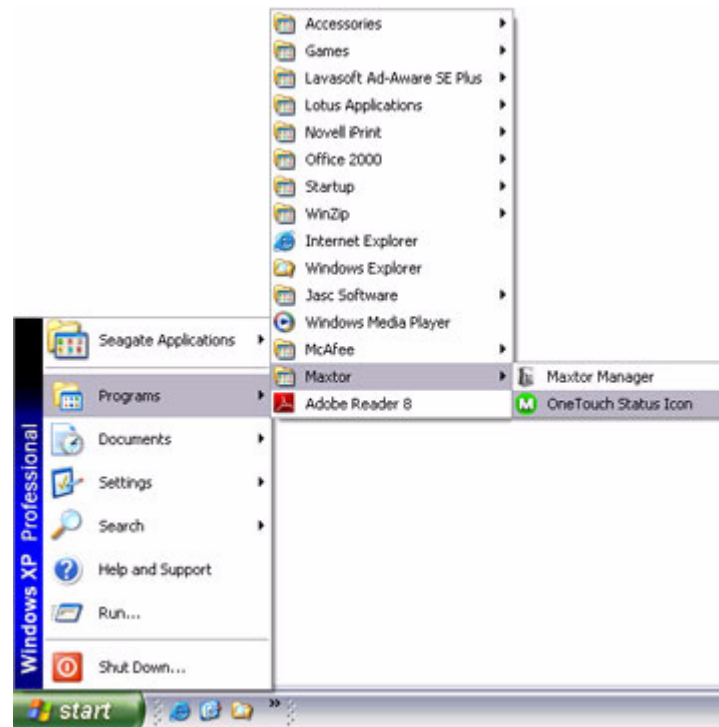 Accessories
Games
Lavasoft Ad-Aware SE Plus
Lotus Applications
Novell iPrint
Office 2000
Startup
WinZip
Internet Explorer
Windows Explorer
Jasc Software
Windows Media Player
McAfee
Maxtor
Adobe Reader 8
Maxtor Manager
OneTouch Status Icon
Seagate Applications
Programs
Documents
Settings
Search
Help and Support
Run...
Shut Down...
Windows XP Professional
start